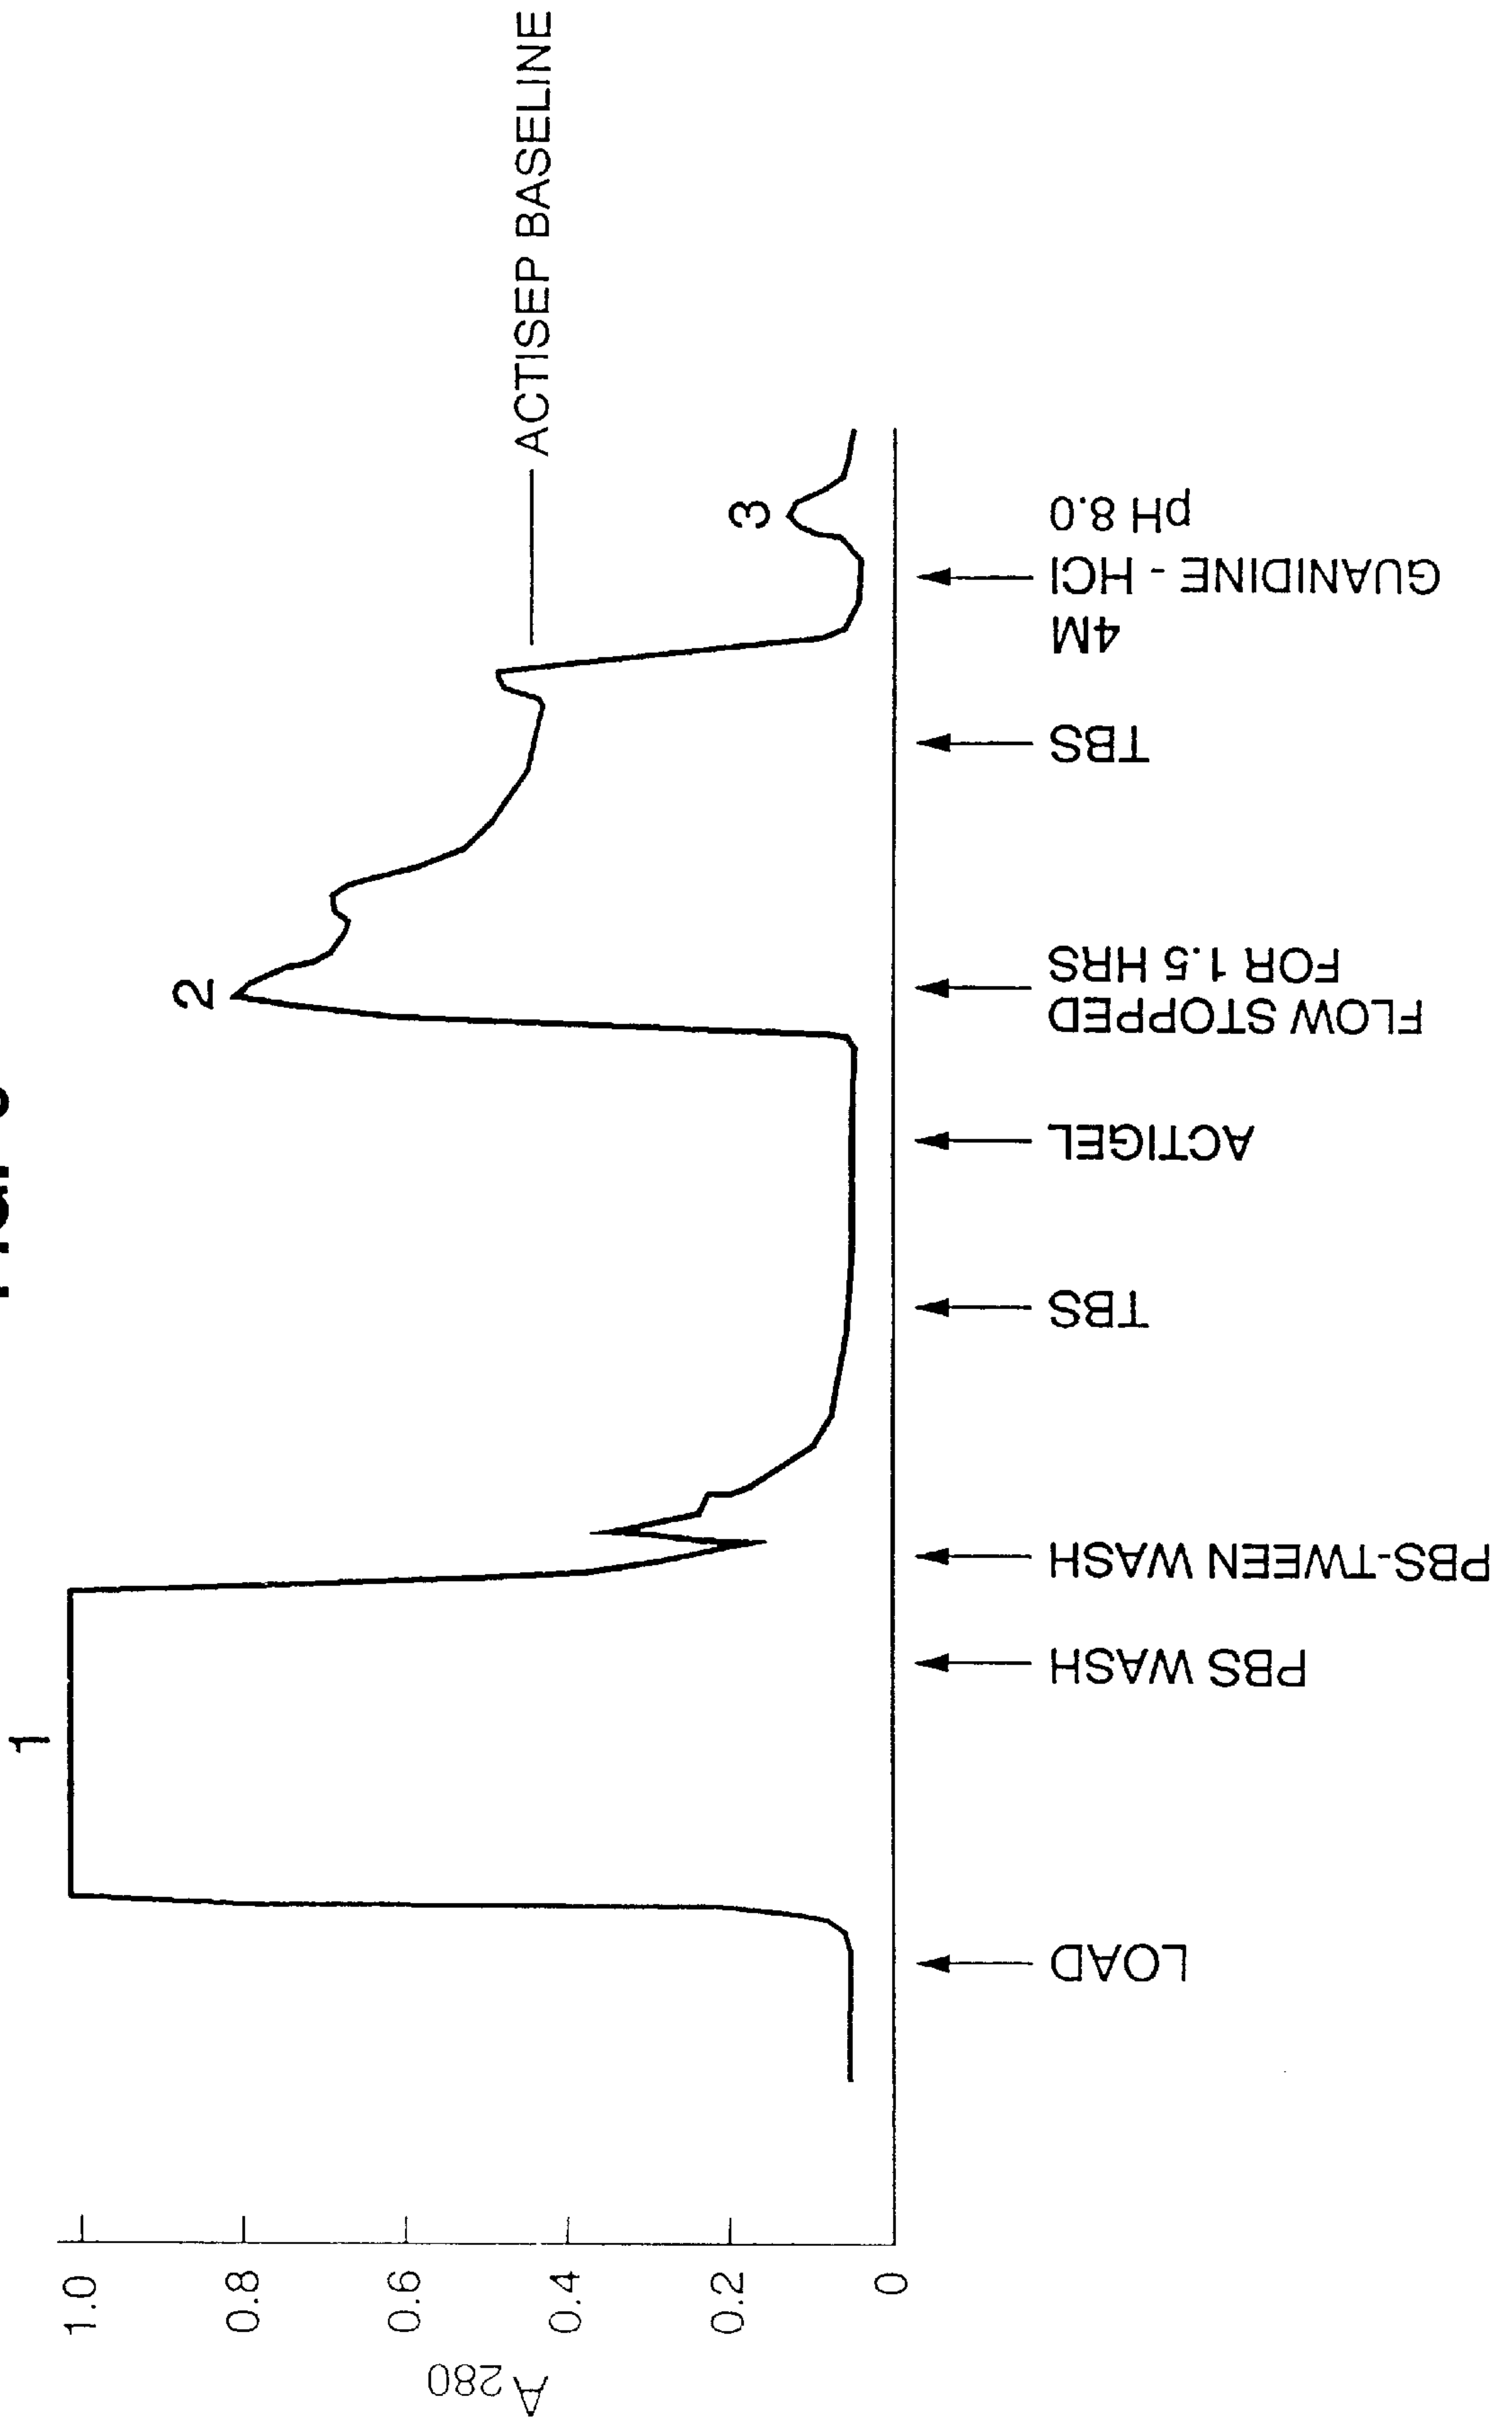 1
2
3
ACTISEP BASELINE
1.0
0.8
0.6
0.4
0.2
0
A280
LOAD
PBS WASH
PBS-TWEEN WASH
TBS
ACTIGEL
FLOW STOPPED
FOR 1.5 HRS
TBS
4M
GUANIDINE - HCl
pH 8.0